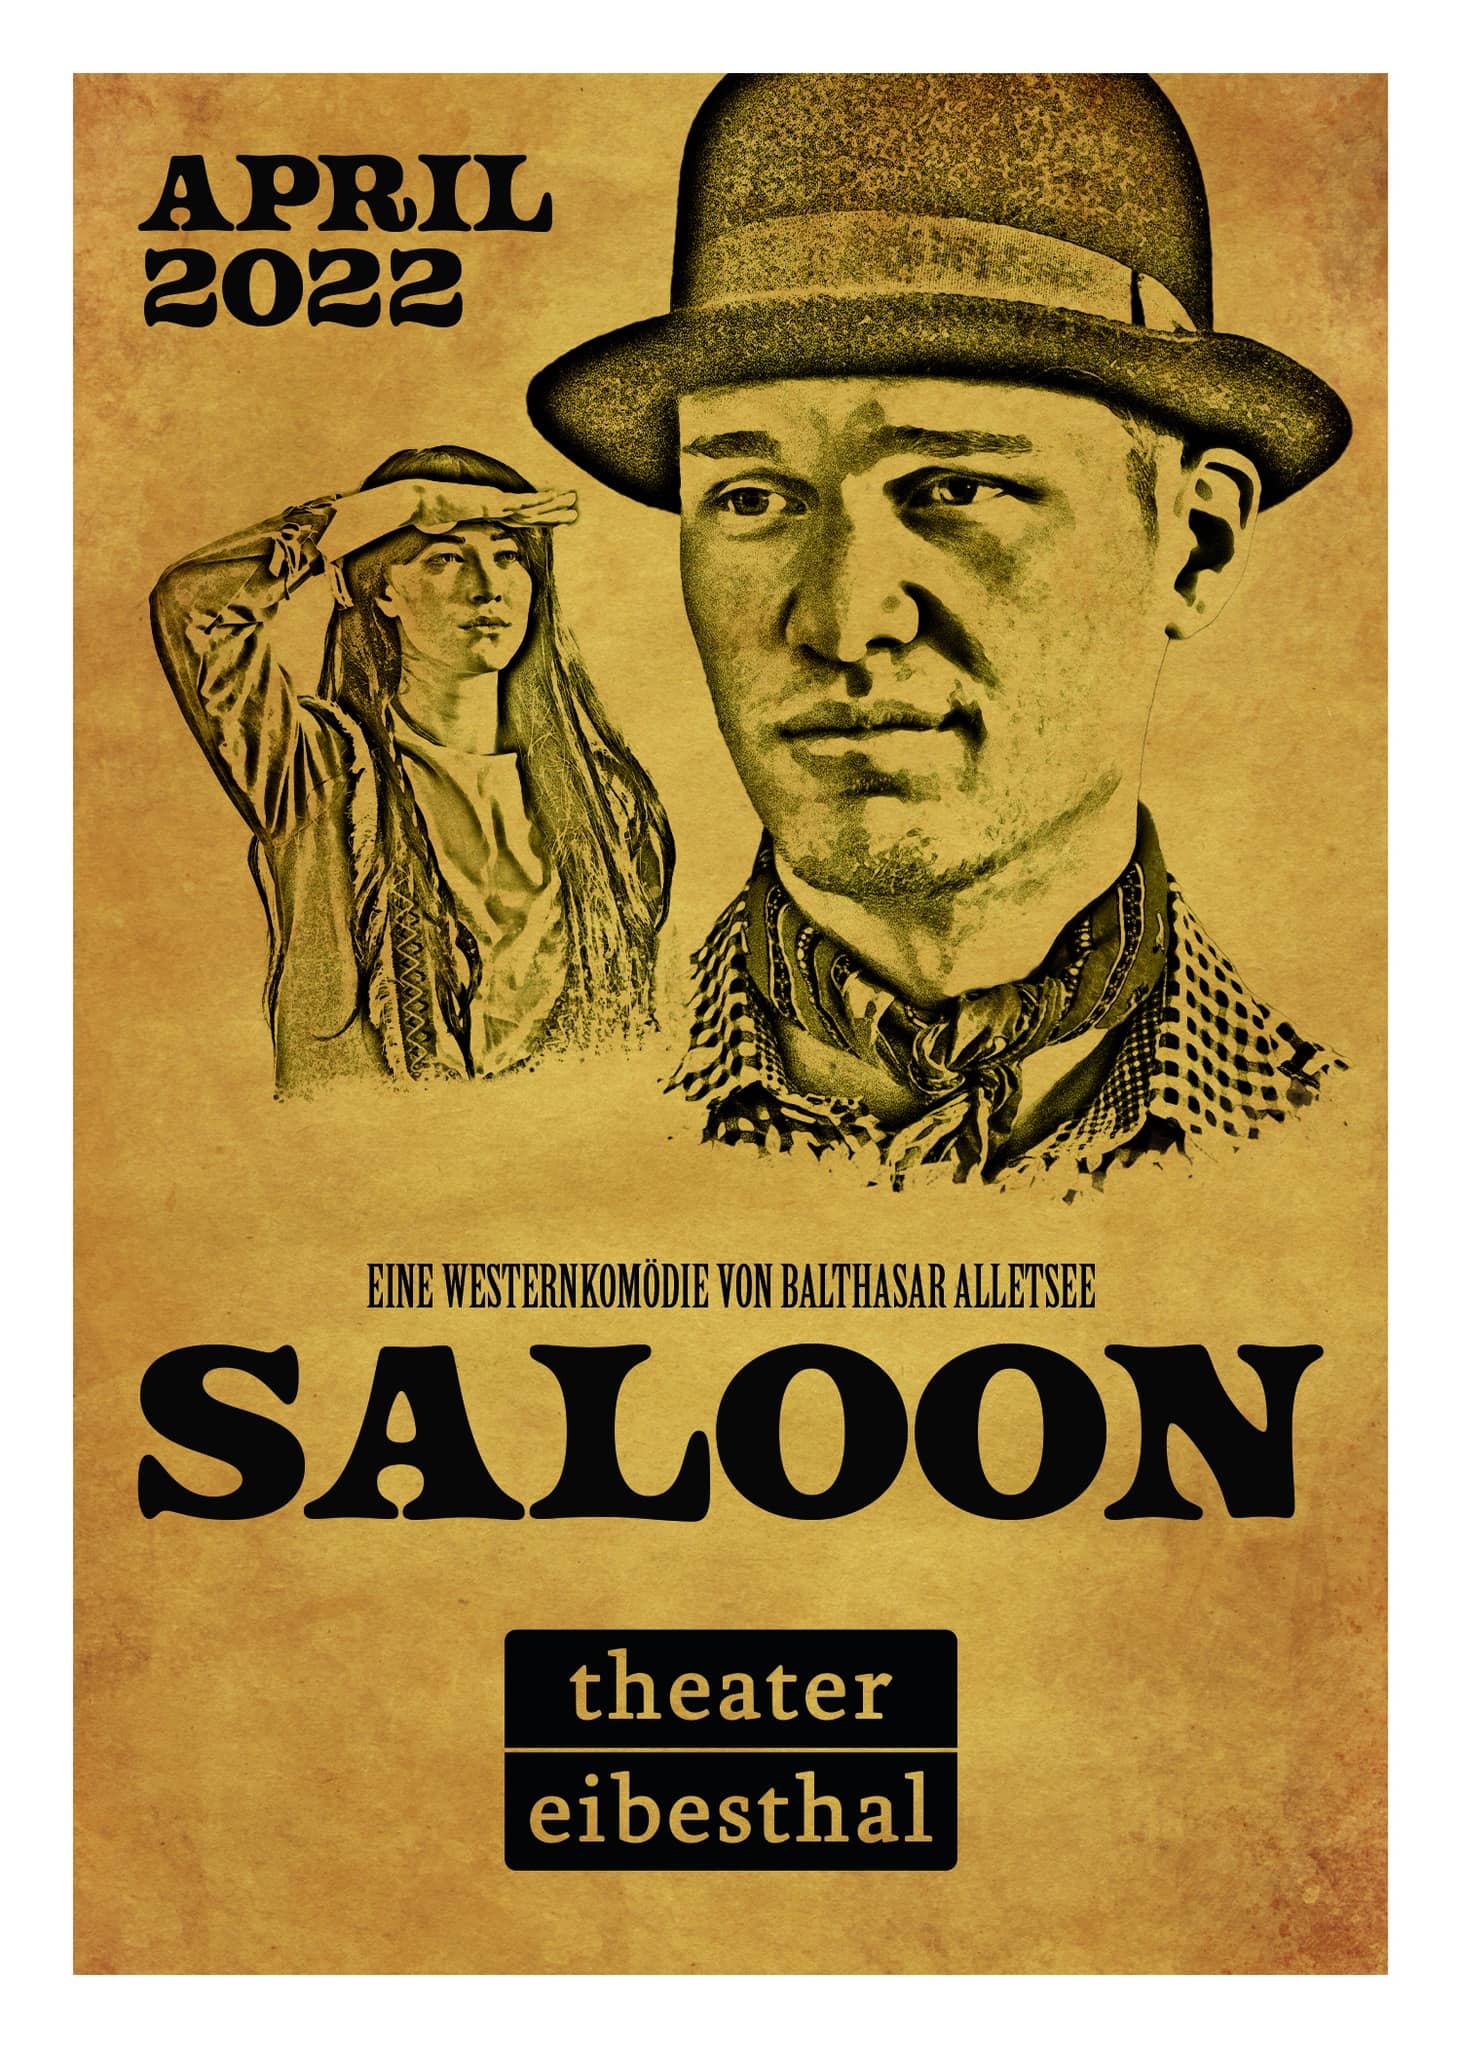 APRIL
2022
EINE WESTERNKOMÖDIE VON BALTHASAR ALLETSEE
SALOON
theater
eibesthal